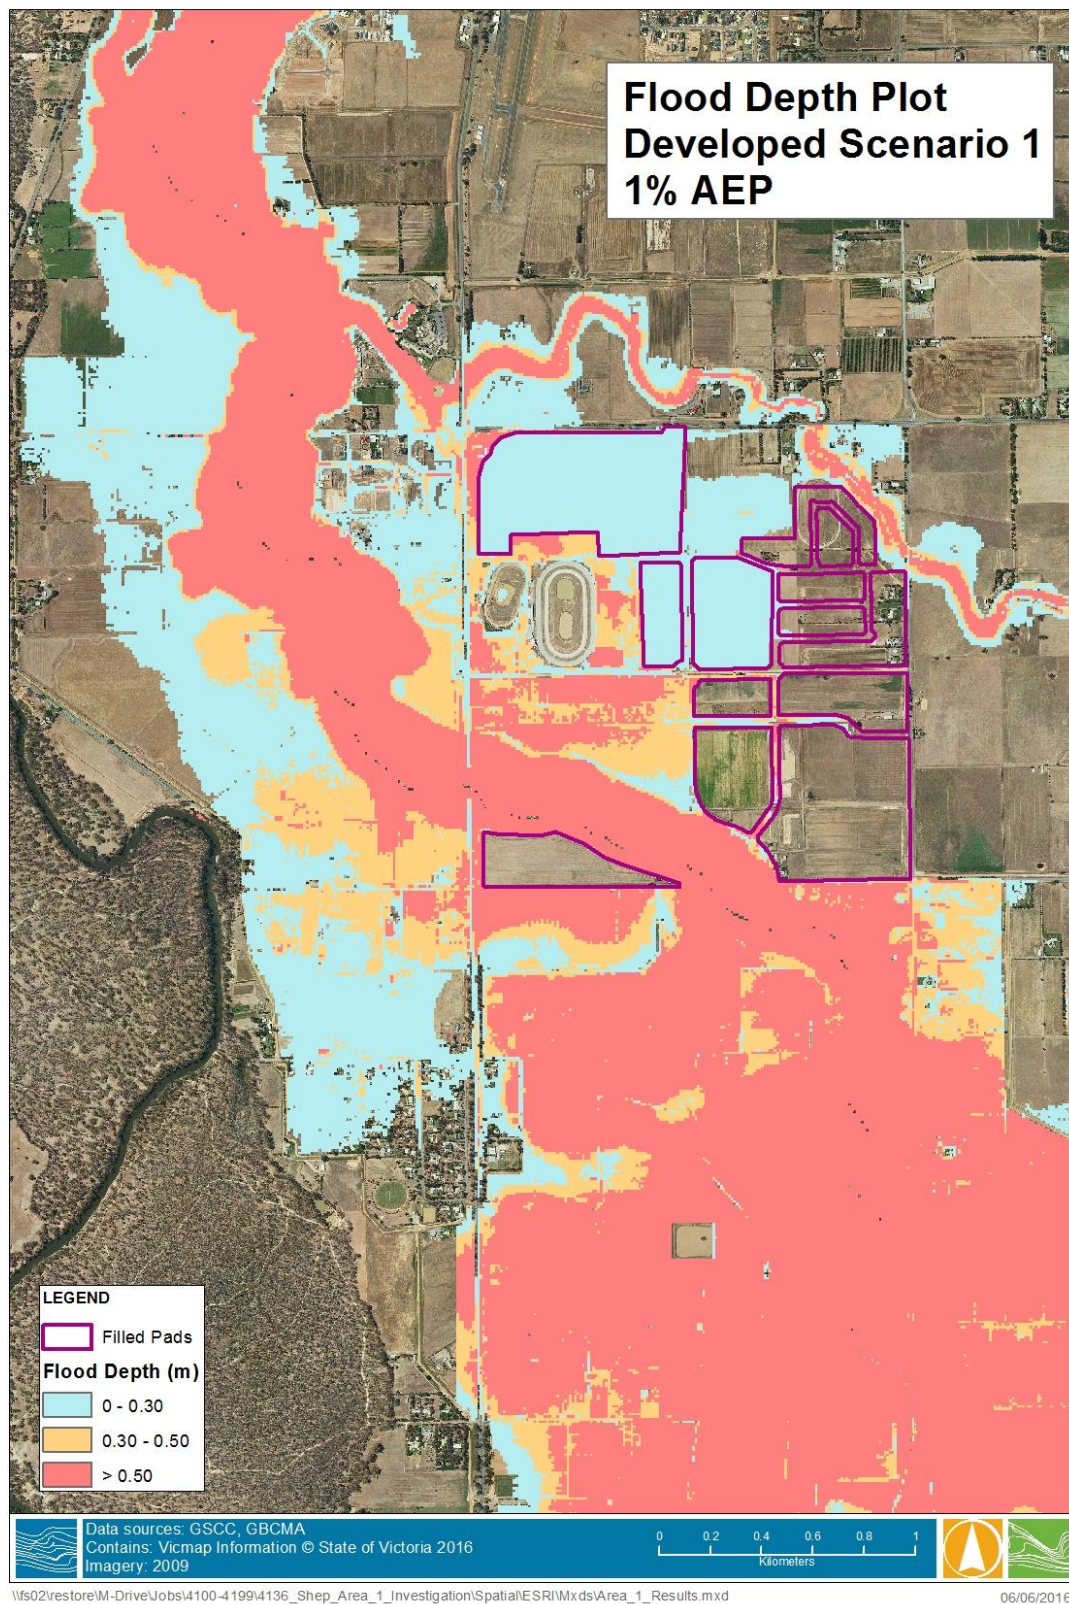 Flood Depth Plot
Developed Scenario 1
1% AEP
LEGEND
Filled Pads
Flood Depth (m)
0 - 0.30
0.30 - 0.50
> 0.50
Data sources: GSCC, GBCMA
Contains: Vicmap Information © State of Victoria 2016
Imagery: 2009
0 0.2 0.4 0.6 0.8 1
Kilometers
\\fs02\restore\M-Drive\Jobs\4100-4199\4136_Shep_Area_1_Investigation\Spatial\ESRI\Mxds\Area_1_Results.mxd
06/06/2016